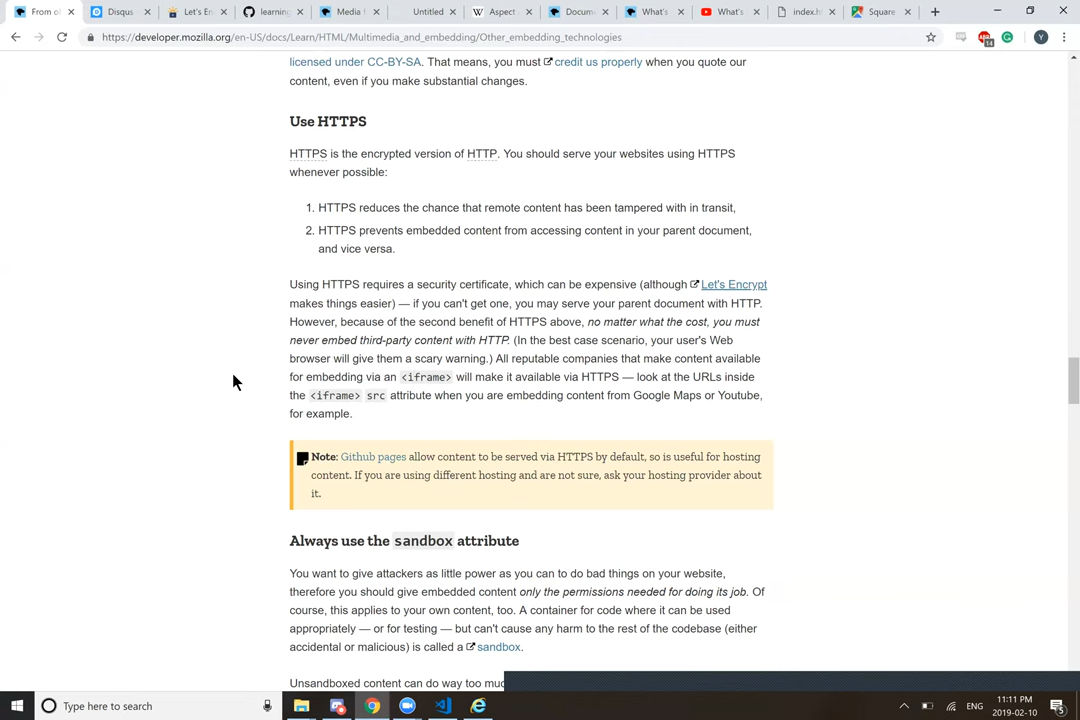 From ol
Disqus
Let's En
learning
Media
Untitled
Aspect
Docum
What's
What's
index.h
Square
https://developer.mozilla.org/en-US/docs/Learn/HTML/Multimedia_and_embedding/Other_embedding_technologies
14
Y
licensed under CC-BY-SA. That means, you must credit us properly when you quote our
content, even if you make substantial changes.
Use HTTPS
HTTPS is the encrypted version of HTTP. You should serve your websites using HTTPS
whenever possible:
1. HTTPS reduces the chance that remote content has been tampered with in transit,
2. HTTPS prevents embedded content from accessing content in your parent document,
and vice versa.
Using HTTPS requires a security certificate, which can be expensive (although Let's Encrypt
makes things easier) — if you can't get one, you may serve your parent document with HTTP.
However, because of the second benefit of HTTPS above, no matter what the cost, you must
never embed third-party content with HTTP. (In the best case scenario, your user's Web
browser will give them a scary warning.) All reputable companies that make content available
for embedding via an <iframe> will make it available via HTTPS — look at the URLs inside
the <iframe> src attribute when you are embedding content from Google Maps or Youtube,
for example.
Note: Github pages allow content to be served via HTTPS by default, so is useful for hosting
content. If you are using different hosting and are not sure, ask your hosting provider about
it.
Always use the sandbox attribute
You want to give attackers as little power as you can to do bad things on your website,
therefore you should give embedded content only the permissions needed for doing its job. Of
course, this applies to your own content, too. A container for code where it can be used
appropriately — or for testing — but can't cause any harm to the rest of the codebase (either
accidental or malicious) is called a sandbox.
Unsandboxed content can do way too muc
Type here to search
ENG
11:11 PM
2019-02-10
5